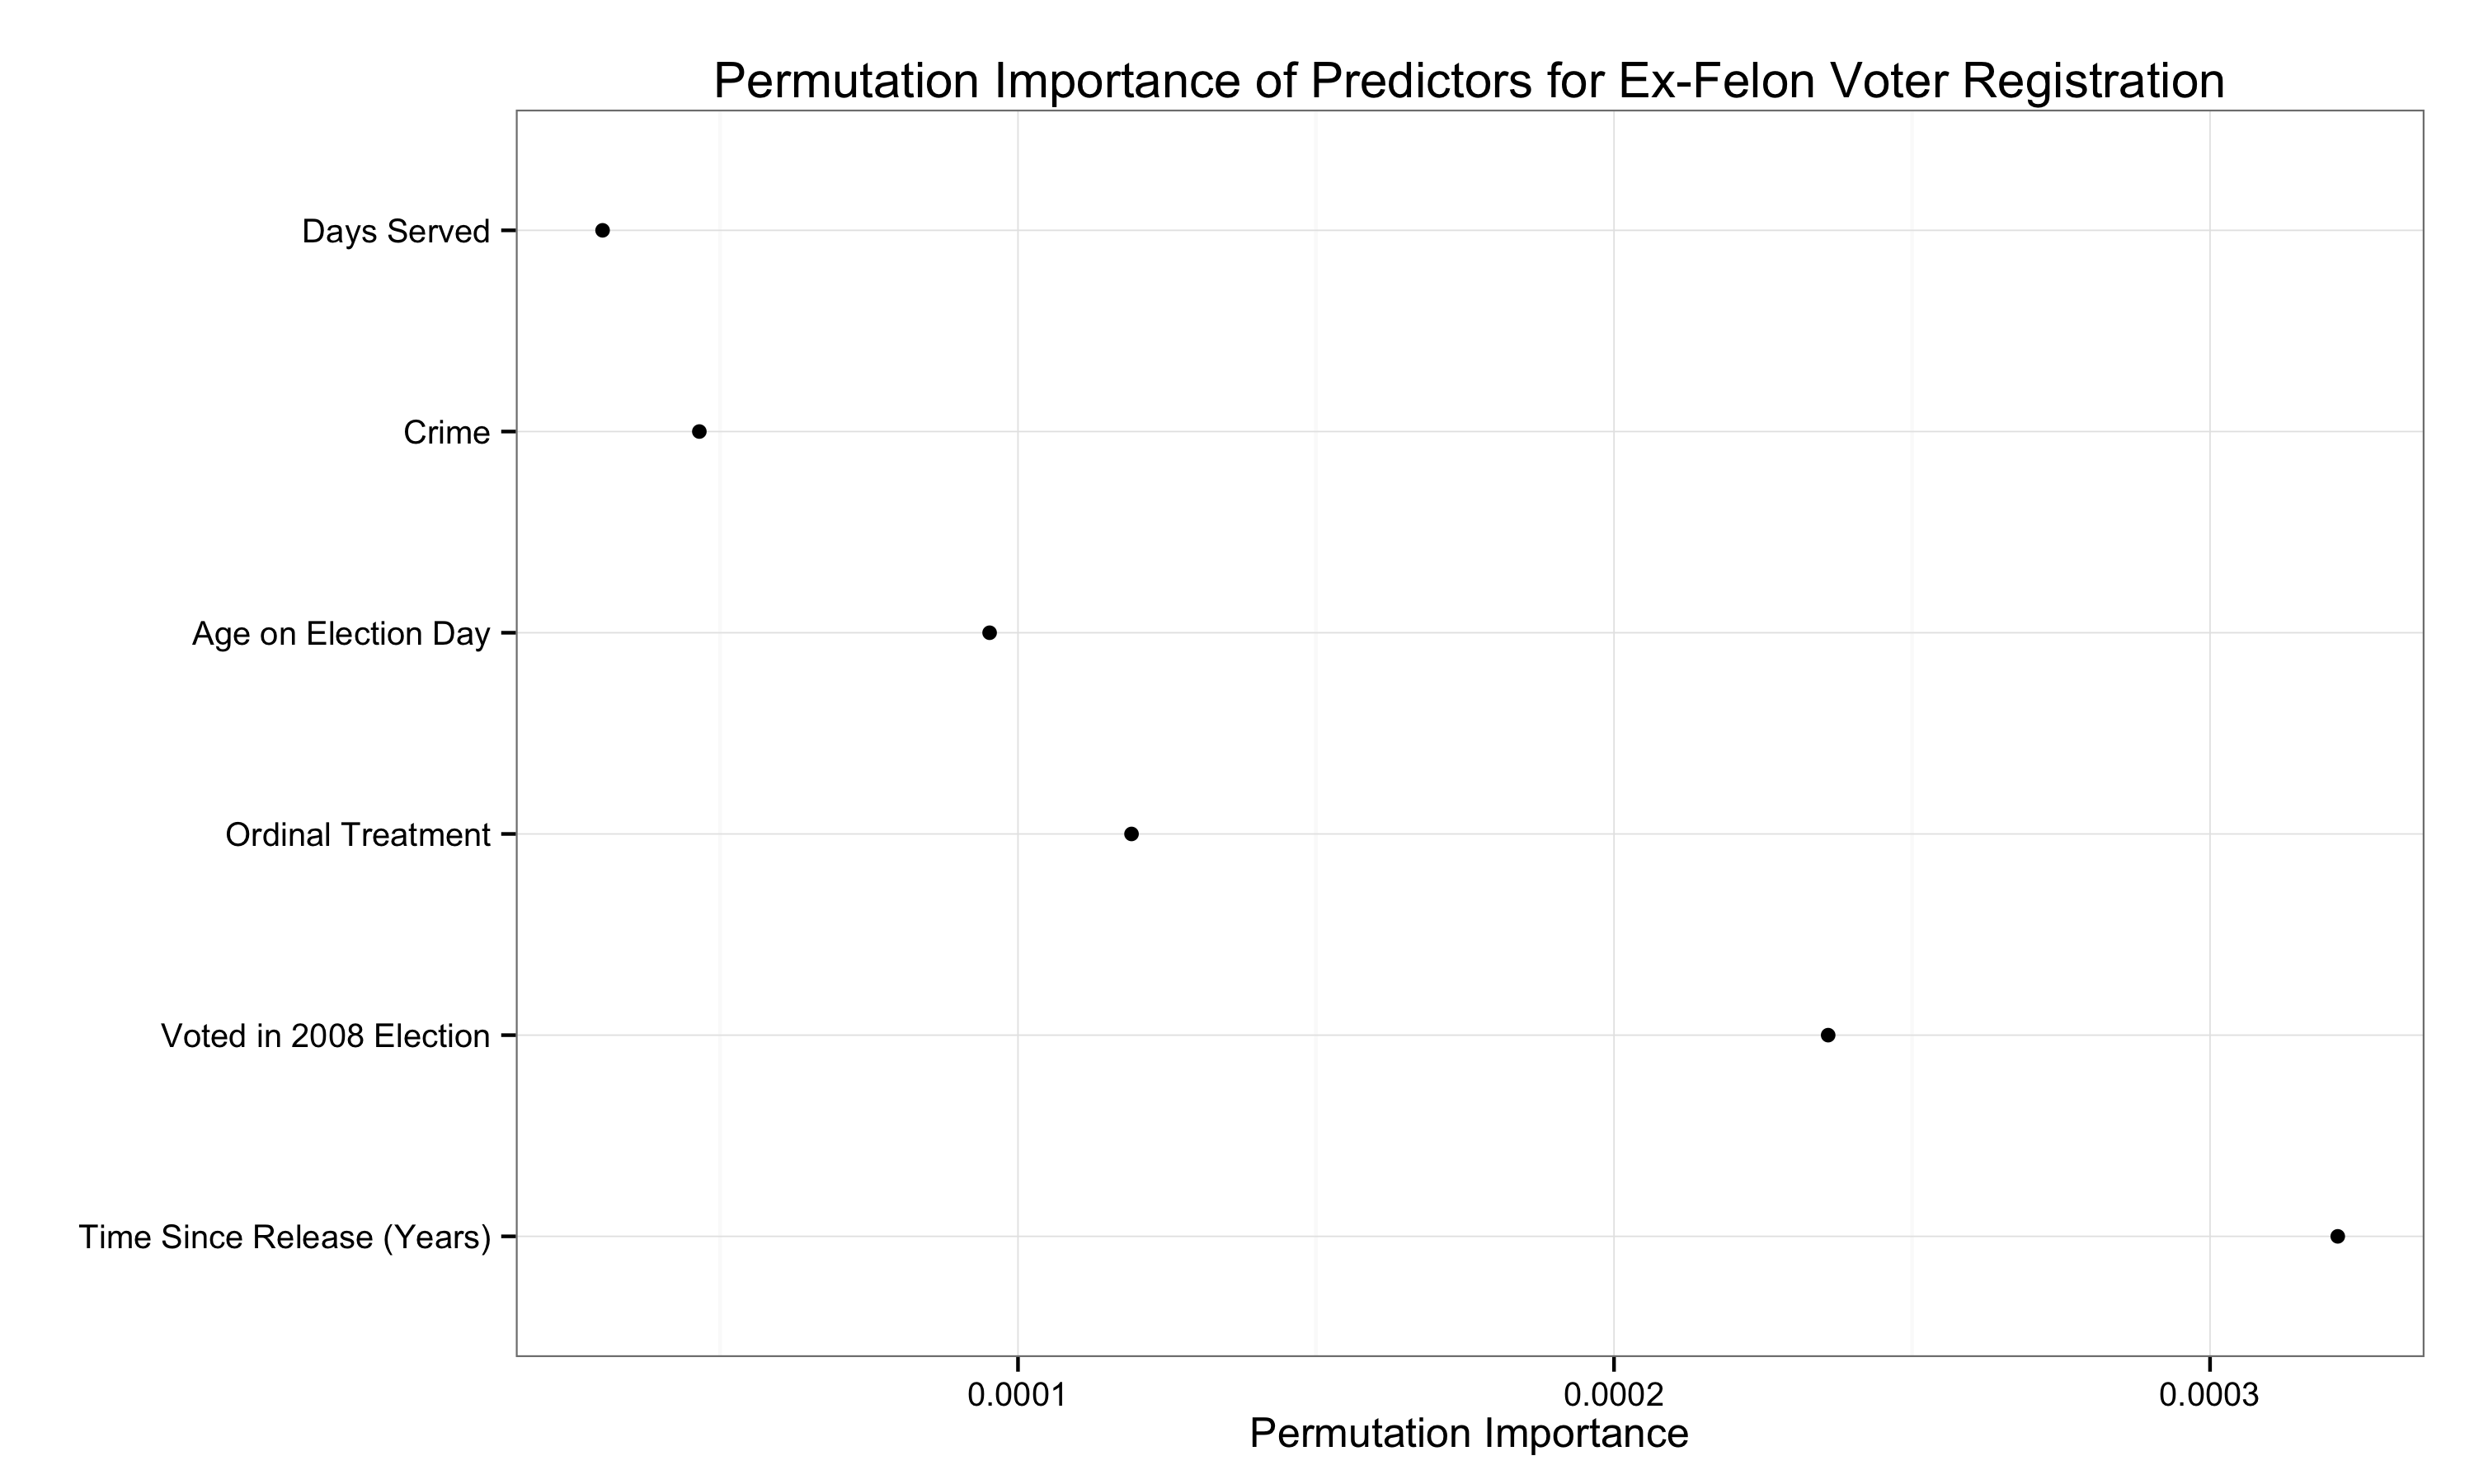 Permutation Importance of Predictors for Ex-Felon Voter Registration
Days Served
Crime
Age on Election Day
Ordinal Treatment
Voted in 2008 Election
Time Since Release (Years)
0.0001 0.0002 0.0003
Permutation Importance